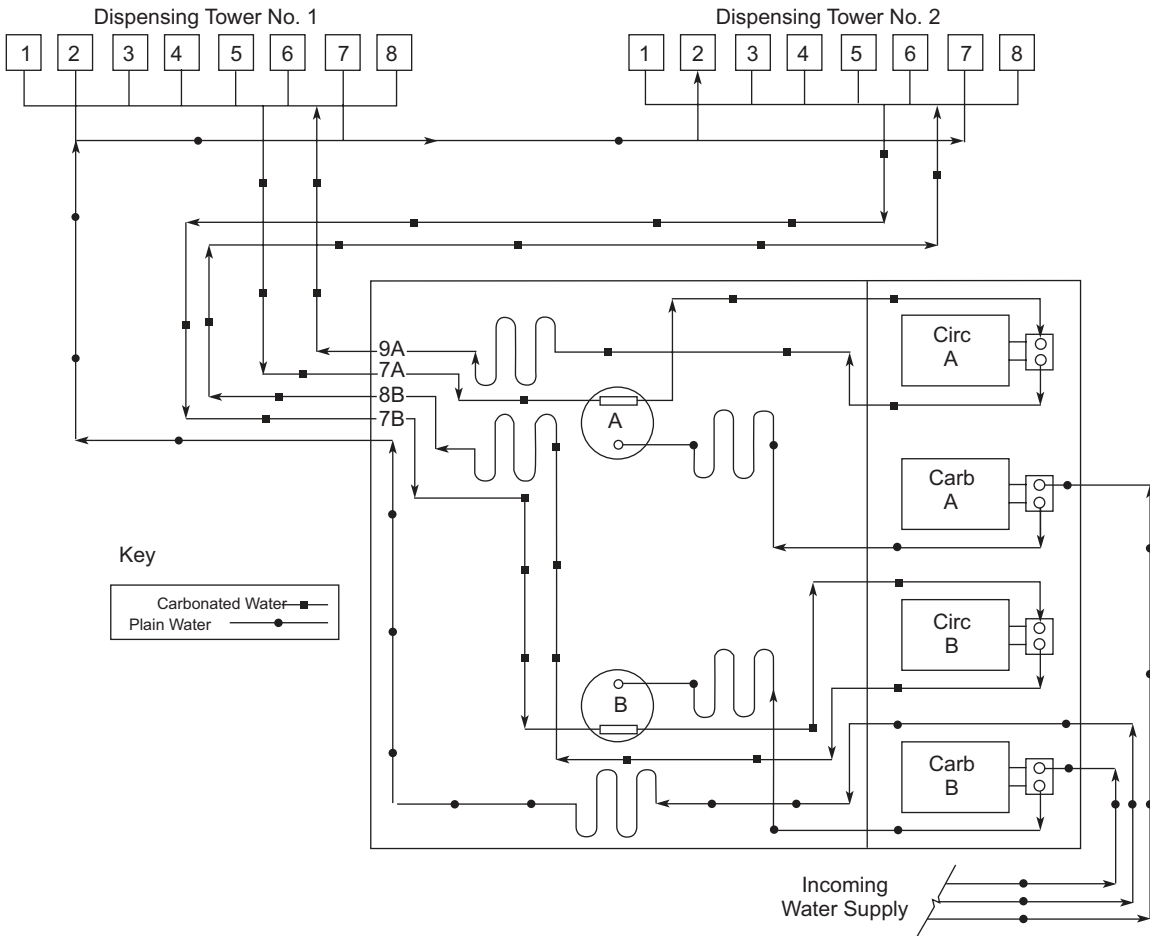 Dispensing Tower No. 1
1 2 3 4 5 6 7 8
Dispensing Tower No. 2
1 2 3 4 5 6 7 8
9A
7A
8B
7B
A
B
Circ
A
Carb
A
Circ
B
Carb
B
Key
Carbonated Water
Plain Water
Incoming
Water Supply